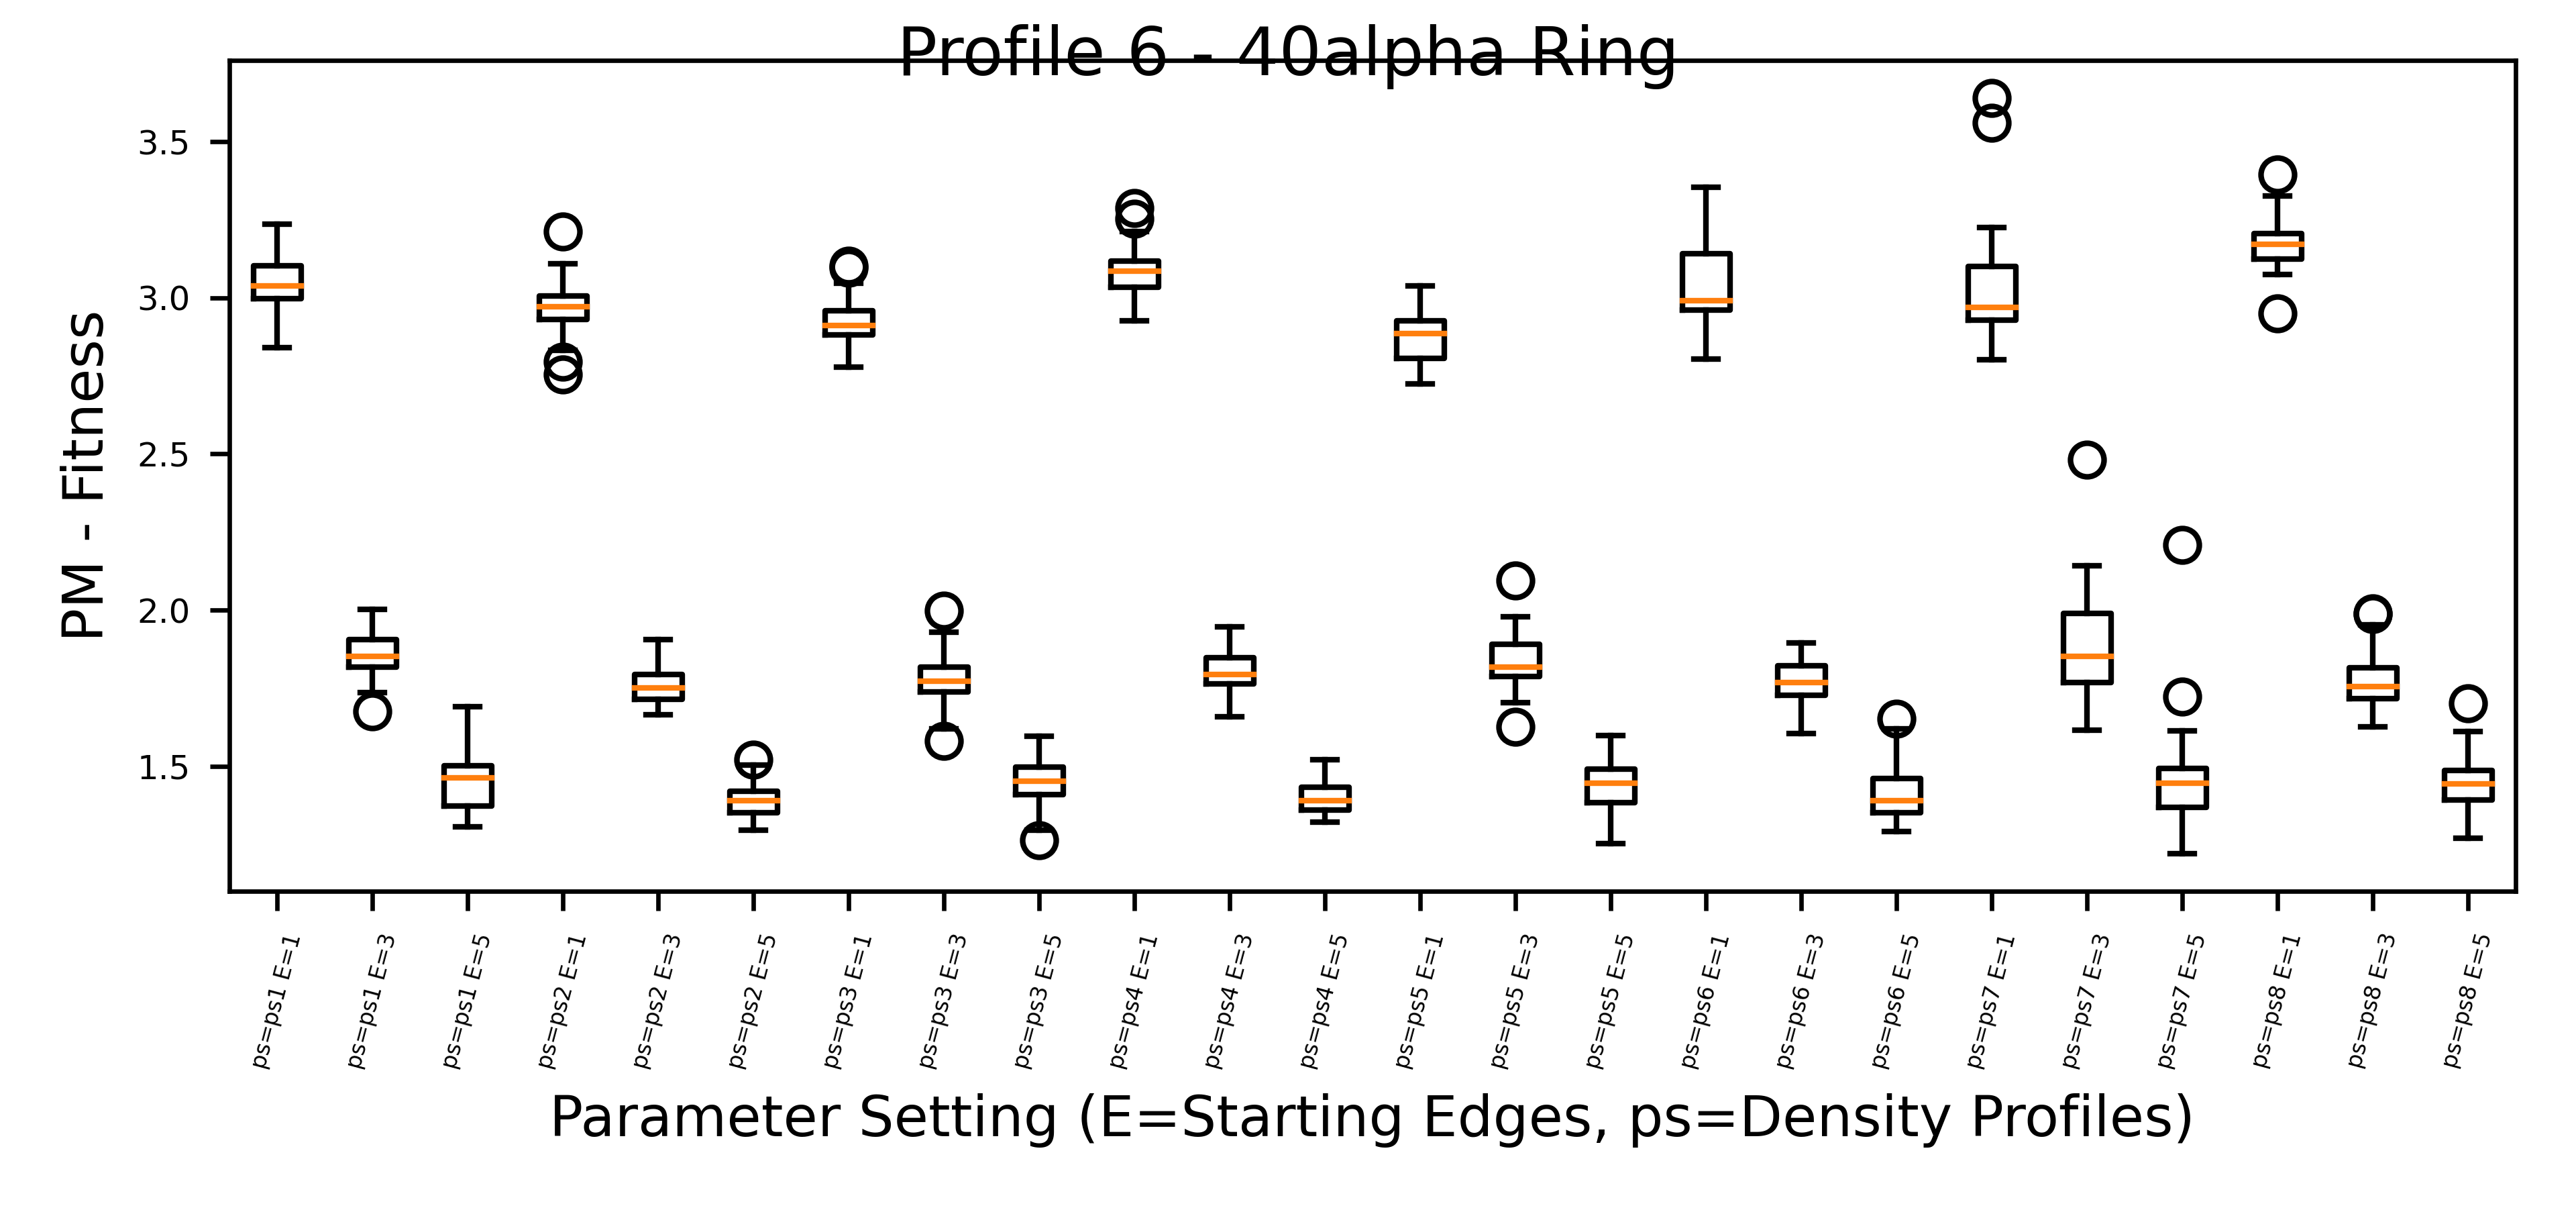 Profile 6 - 40alpha Ring
PM - Fitness
3.5
3.0
2.5
2.0
1.5
ps=ps1 E=1
ps=ps1 E=3
ps=ps1 E=5
ps=ps2 E=1
ps=ps2 E=3
ps=ps2 E=5
ps=ps3 E=1
ps=ps3 E=3
ps=ps3 E=5
ps=ps4 E=1
ps=ps4 E=3
ps=ps4 E=5
ps=ps5 E=1
ps=ps5 E=3
ps=ps5 E=5
ps=ps6 E=1
ps=ps6 E=3
ps=ps6 E=5
ps=ps7 E=1
ps=ps7 E=3
ps=ps7 E=5
ps=ps8 E=1
ps=ps8 E=3
ps=ps8 E=5
Parameter Setting (E=Starting Edges, ps=Density Profiles)